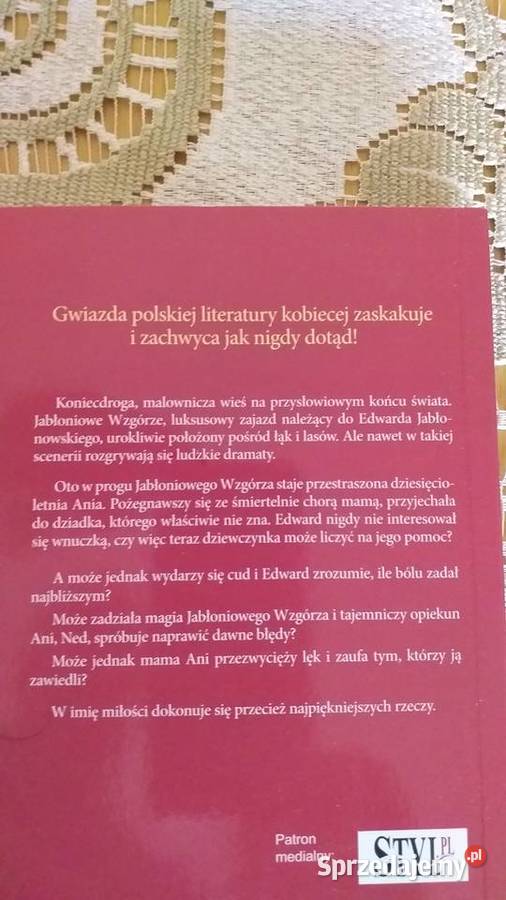 Gwiazda polskiej literatury kobiecej zaskakuje
i zachwyca jak nigdy dotąd!
Koniecdroga, malownicza wieś na przysłowiowym końcu świata.
Jabłoniowe Wzgórze, luksusowy zajazd należący do Edwarda Jabło-
nowskiego, urokliwie położony pośród łąk i lasów. Ale nawet w takiej
scenerii rozgrywają się ludzkie dramaty.
Oto w progu Jabłoniowego Wzgórza staje przestraszona dziesięcio-
letnia Ania. Pożegnawszy się ze śmiertelnie chorą mamą, przyjechała
do dziadka, którego właściwie nie zna. Edward nigdy nie interesował
się wnuczką, czy więc teraz dziewczynka może liczyć na jego pomoc?
A może jednak wydarzy się cud i Edward zrozumie, ile bólu zadał
najbliższym?
Może zadziała magia Jabłoniowego Wzgórza i tajemniczy opiekun
Ani, Ned, spróbuje naprawić dawne błędy?
Może jednak mama Ani przezwycięży lęk i zaufa tym, którzy ją
zawiedli?
W imię miłości dokonuje się przecież najpiękniejszych rzeczy.
Patron
medialny:
STYL.PL
Sprzedajemy.pl